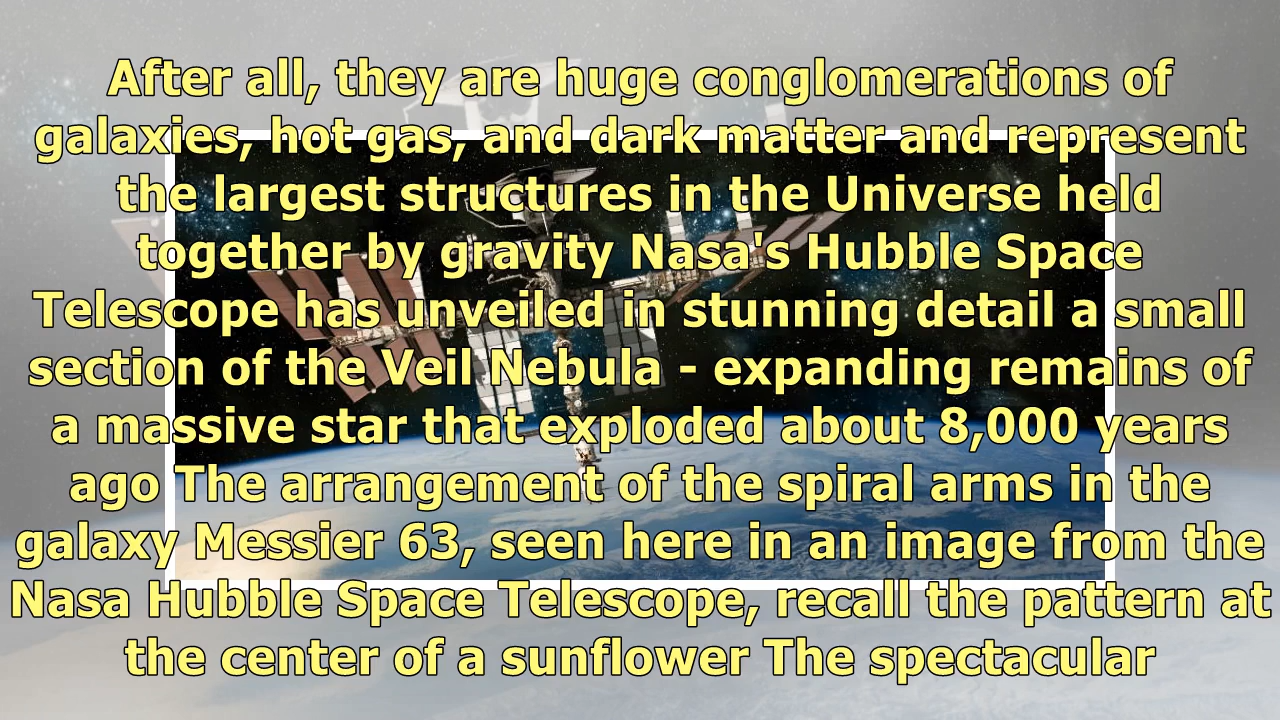 After all, they are huge conglomerations of
galaxies, hot gas, and dark matter and represent
the largest structures in the Universe held
together by gravity Nasa's Hubble Space
Telescope has unveiled in stunning detail a small
section of the Veil Nebula - expanding remains of
a massive star that exploded about 8,000 years
ago The arrangement of the spiral arms in the
galaxy Messier 63, seen here in an image from the
Nasa Hubble Space Telescope, recall the pattern at
the center of a sunflower The spectacular